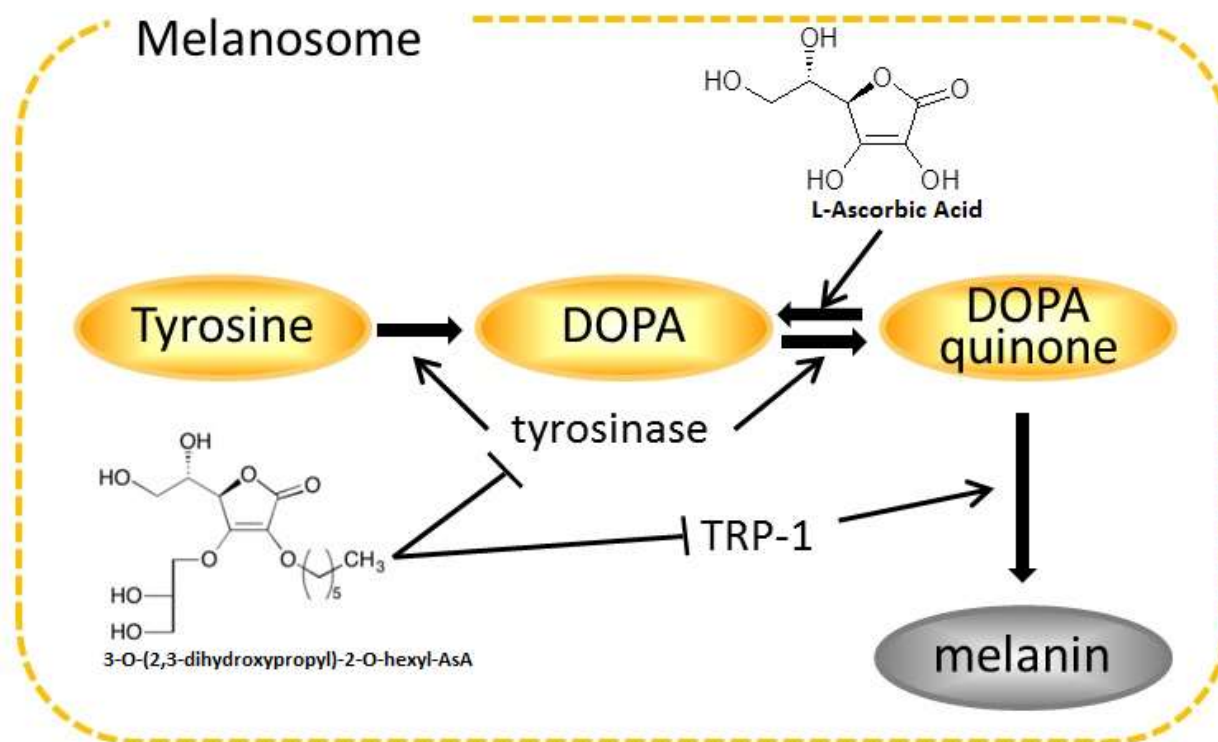 Melanosome
OH
HO
O
O
HO
OH
L-Ascorbic Acid
Tyrosine
DOPA
DOPA
quinone
tyrosinase
OH
HO
O
O
O
O
CH3
5
HO
HO
TRP-1
3-O-(2,3-dihydroxypropyl)-2-O-hexyl-AsA
melanin